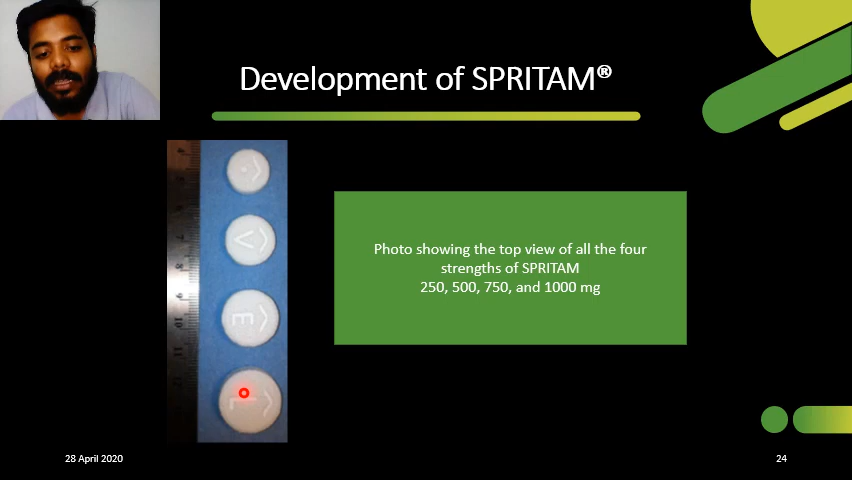 Development of SPRITAM®
Photo showing the top view of all the four
strengths of SPRITAM
250, 500, 750, and 1000 mg
V
E
L
28 April 2020
24